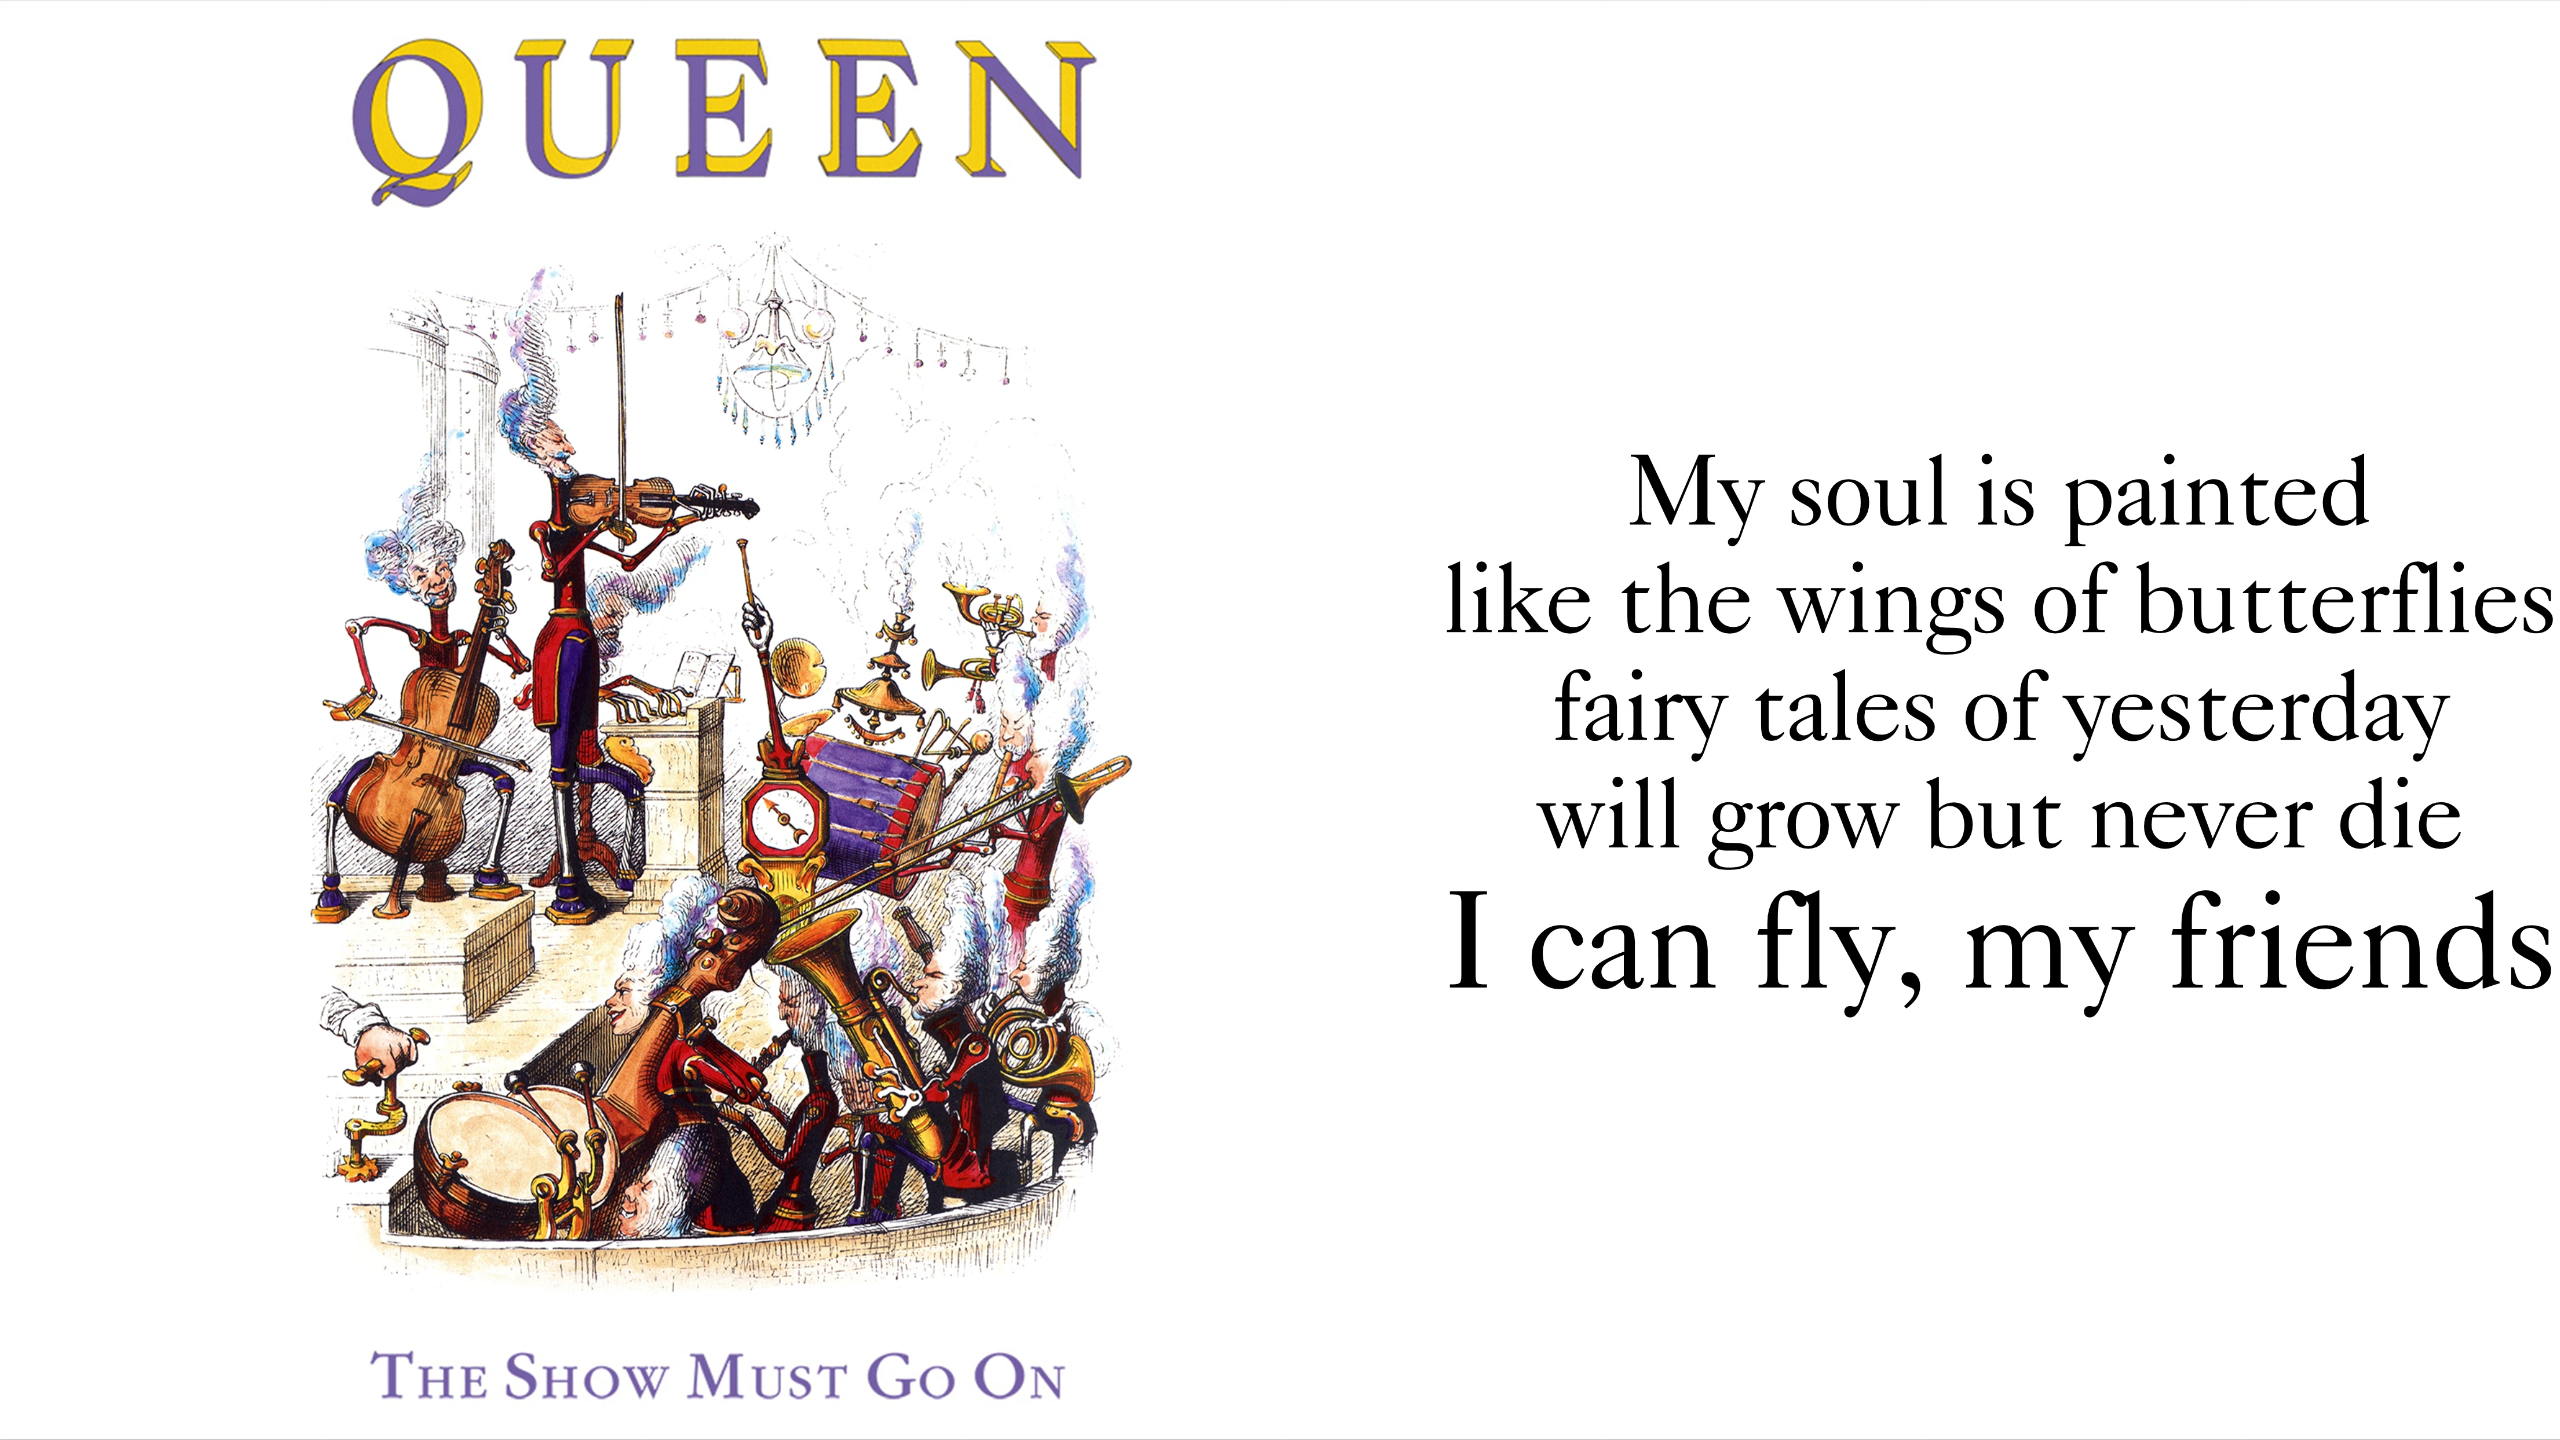 QUEEN
THE SHOW MUST GO ON
My soul is painted
like the wings of butterflies
fairy tales of yesterday
will grow but never die
I can fly, my friends